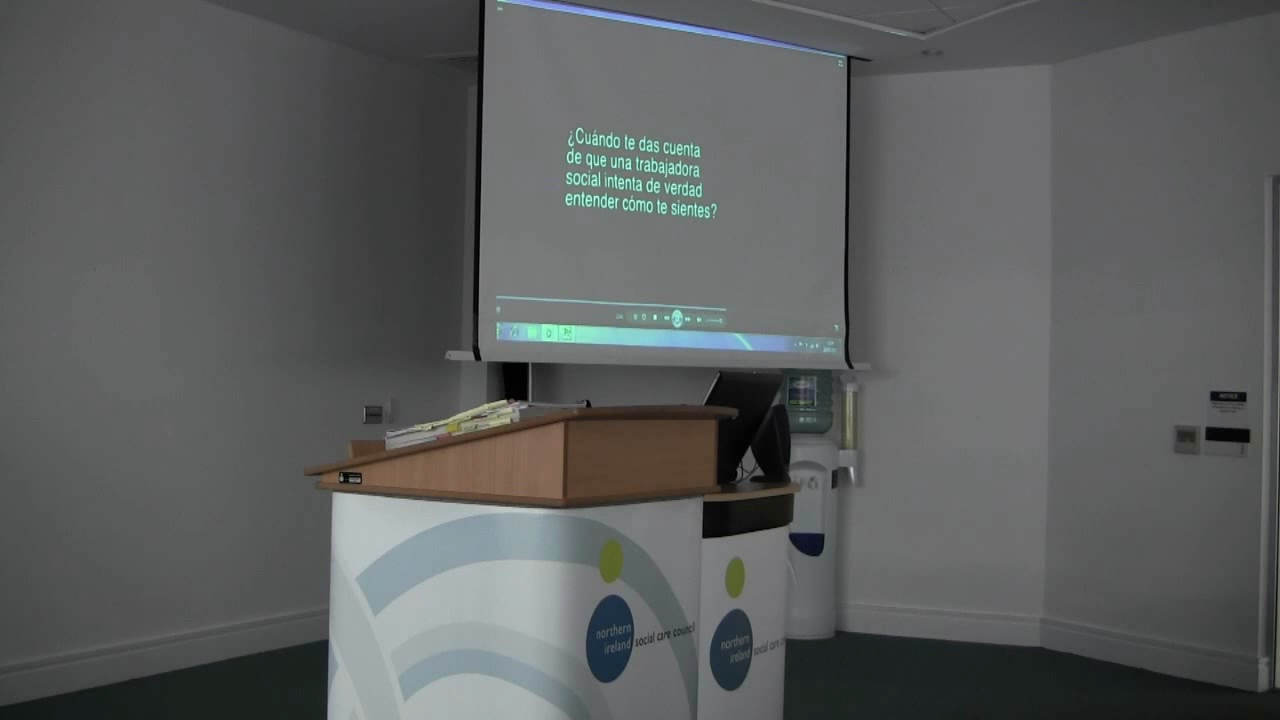 ¿Cuándo te das cuenta
de que una trabajadora
social intenta de verdad
entender cómo te sientes?
NOTICE
northern
ireland social care council
northern
ireland social care